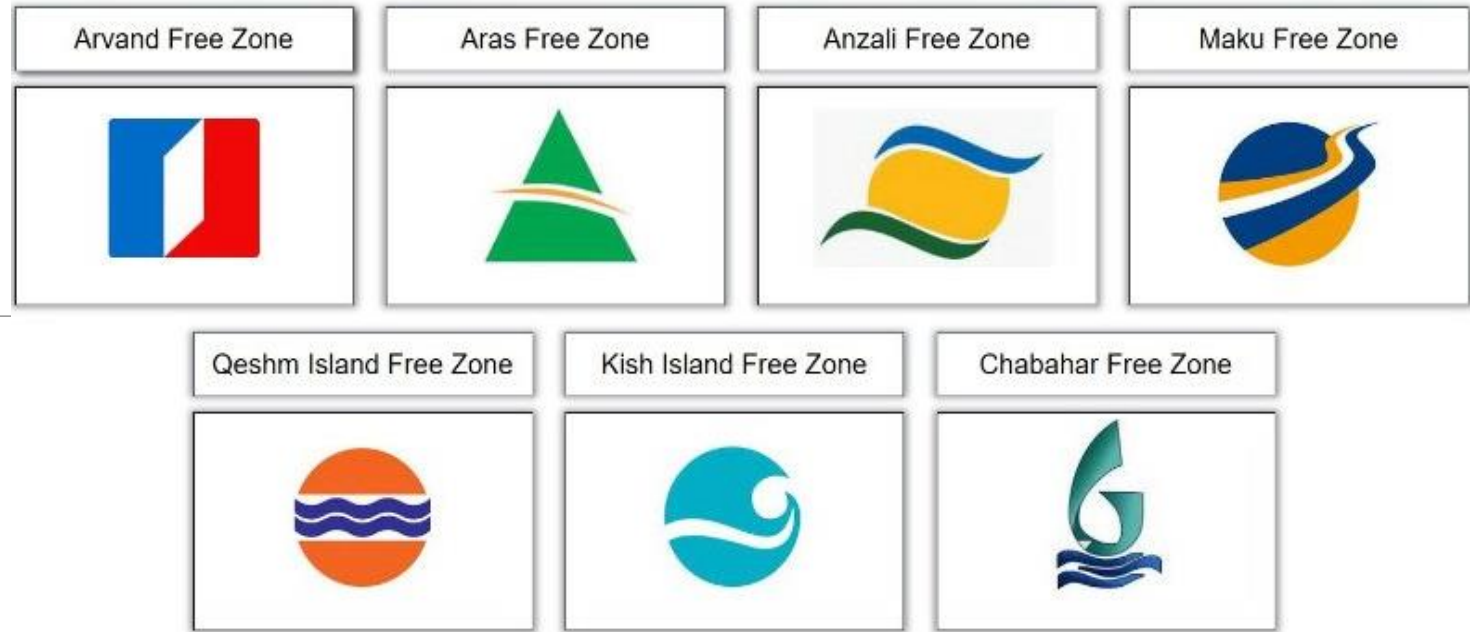 Arvand Free Zone
Aras Free Zone
Anzali Free Zone
Maku Free Zone
Qeshm Island Free Zone
Kish Island Free Zone
Chabahar Free Zone